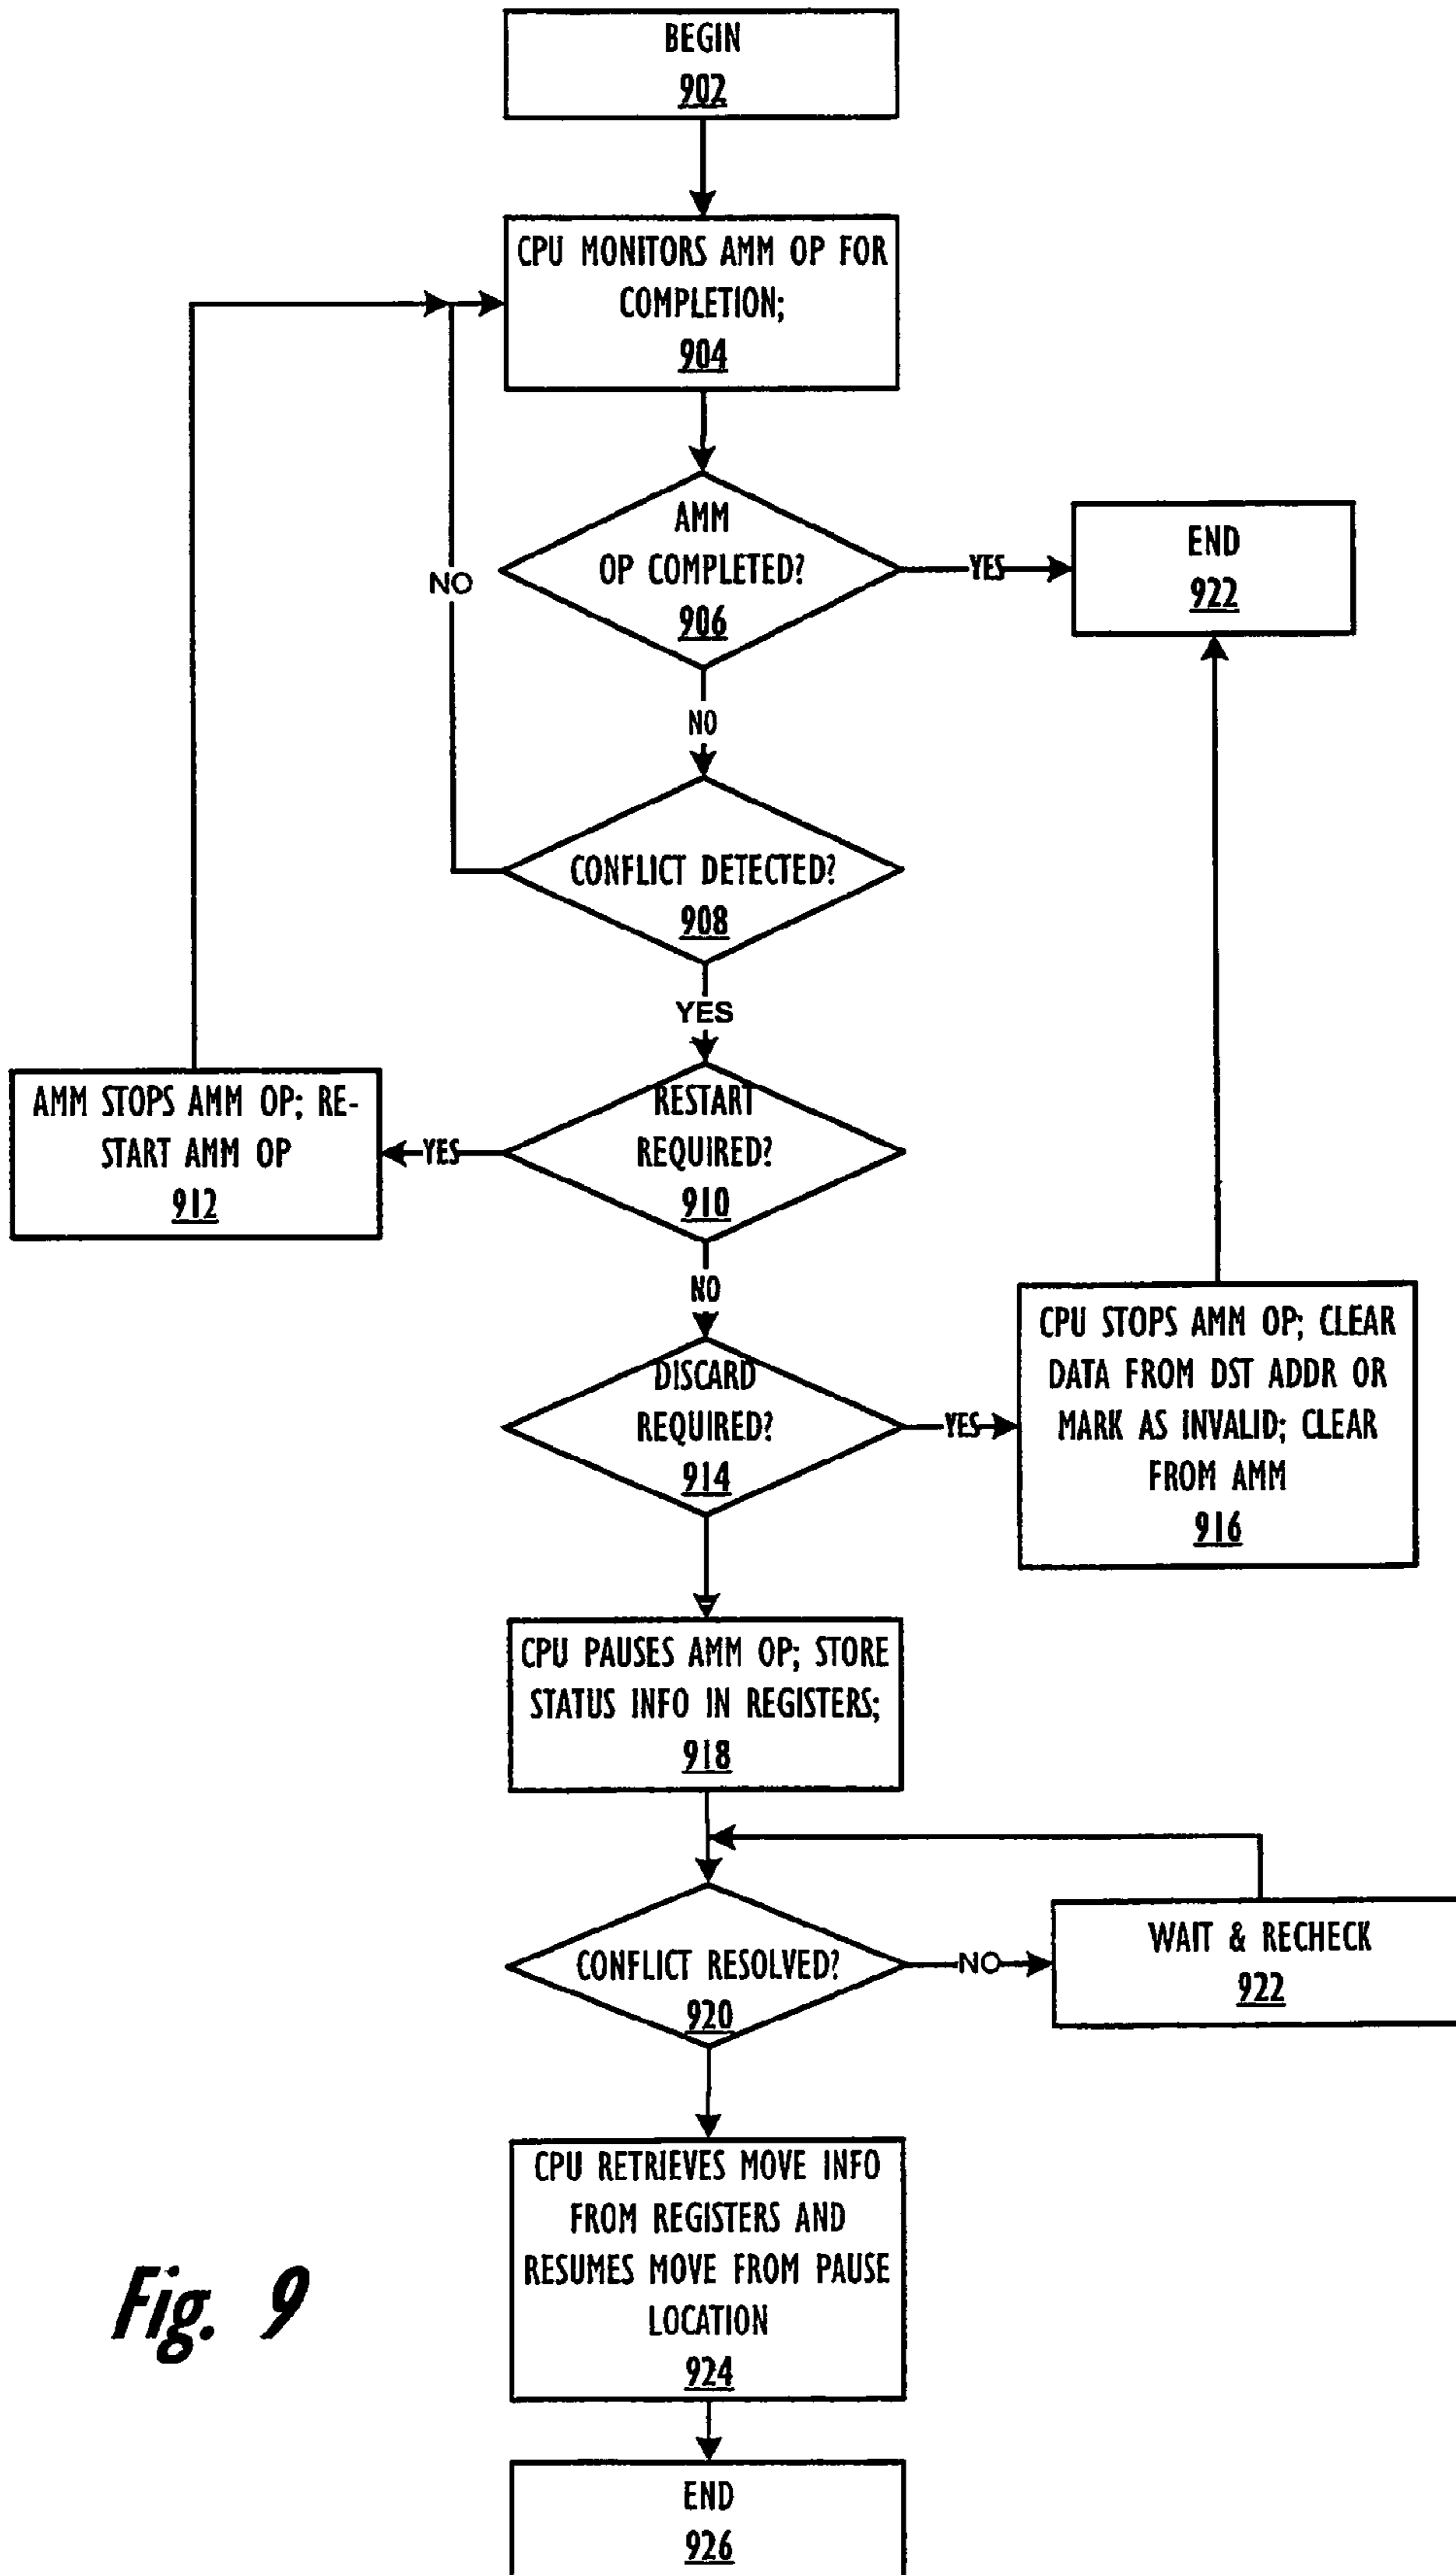 BEGIN
902
CPU MONITORS AMM OP FOR
COMPLETION;
904
AMM
OP COMPLETED?
906
YES
END
922
NO
NO
CONFLICT DETECTED?
908
YES
AMM STOPS AMM OP; RE-
START AMM OP
912
YES
RESTART
REQUIRED?
910
NO
DISCARD
REQUIRED?
914
YES
CPU STOPS AMM OP; CLEAR
DATA FROM DST ADDR OR
MARK AS INVALID; CLEAR
FROM AMM
916
CPU PAUSES AMM OP; STORE
STATUS INFO IN REGISTERS;
918
CONFLICT RESOLVED?
920
NO
WAIT & RECHECK
922
CPU RETRIEVES MOVE INFO
FROM REGISTERS AND
RESUMES MOVE FROM PAUSE
LOCATION
924
Fig. 9
END
926